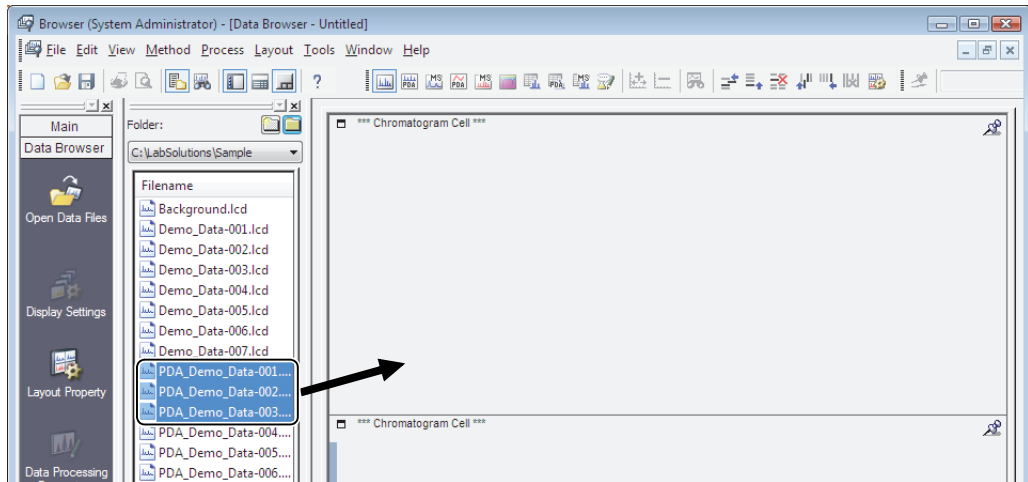 Browser (System Administrator) - [Data Browser - Untitled]
File Edit View Method Process Layout Tools Window Help
Main
Data Browser
Open Data Files
Display Settings
Layout Property
Data Processing
Folder:
C:\LabSolutions\Sample
Filename
Background.lcd
Demo_Data-001.lcd
Demo_Data-002.lcd
Demo_Data-003.lcd
Demo_Data-004.lcd
Demo_Data-005.lcd
Demo_Data-006.lcd
Demo_Data-007.lcd
PDA_Demo_Data-001....
PDA_Demo_Data-002....
PDA_Demo_Data-003....
PDA_Demo_Data-004....
PDA_Demo_Data-005....
PDA_Demo_Data-006....
*** Chromatogram Cell ***
*** Chromatogram Cell ***